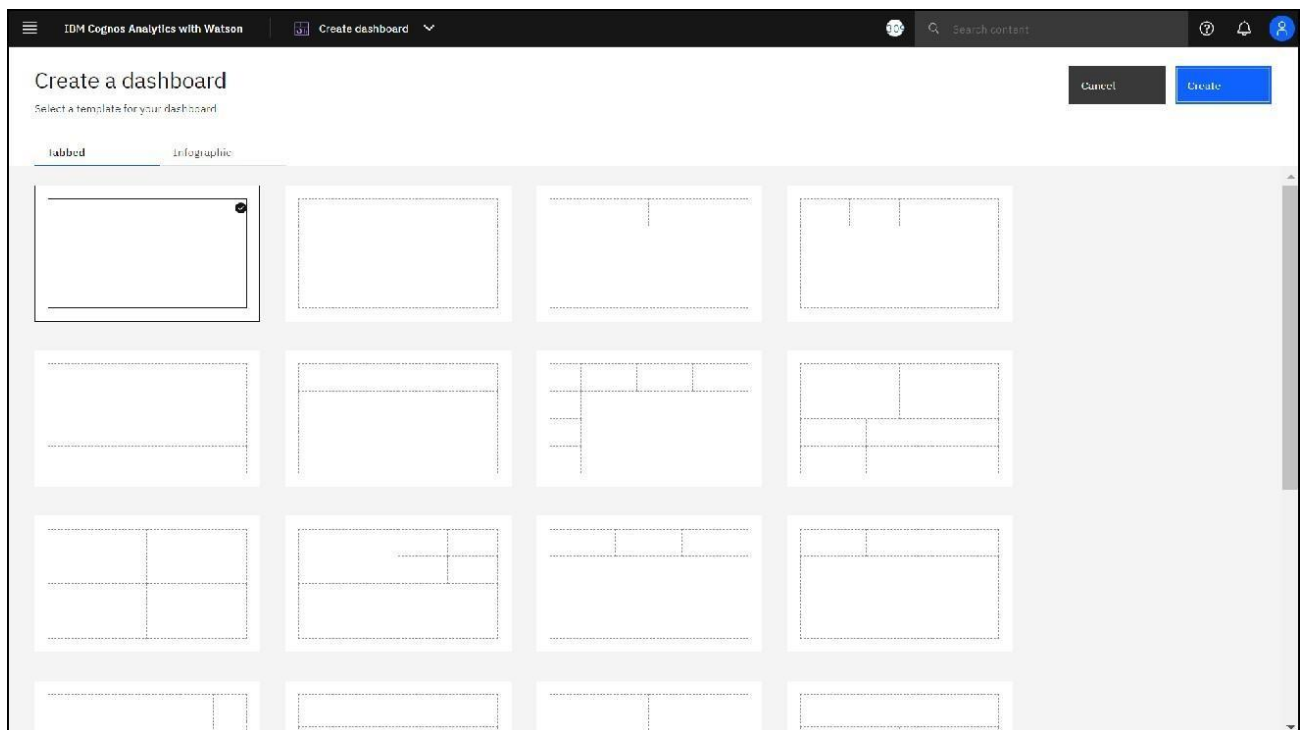 IBM Cognos Analytics with Watson
Create dashboard
Search content
Create a dashboard
Select a template for your dashboard
Cancel
Create
Tabbed
Infographic